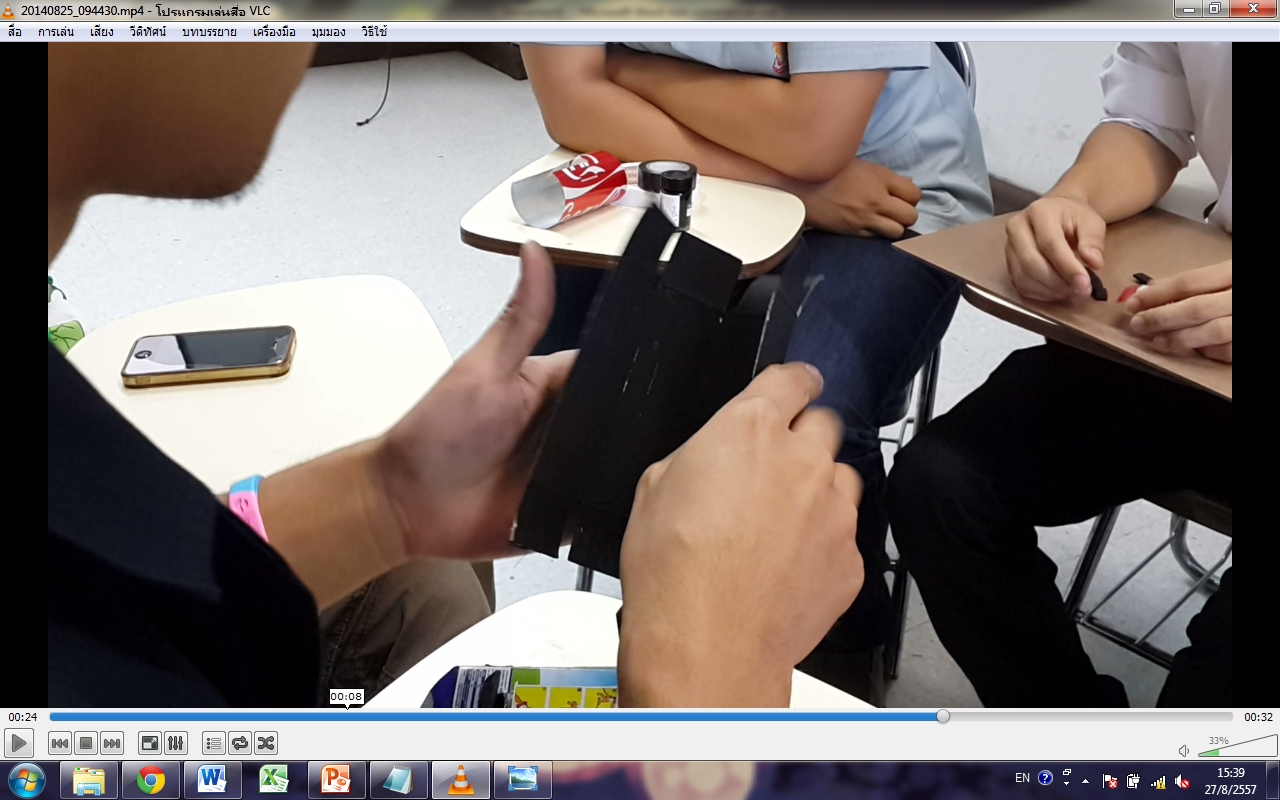 20140825_094430.mp4 - โปรแกรมเล่นสื่อ VLC
สื่อ การเล่น เสียง วีดิทัศน์ บทบรรยาย เครื่องมือ มุมมอง วิธีใช้
00:08
00:24
00:32
33%
EN
15:39
27/8/2557